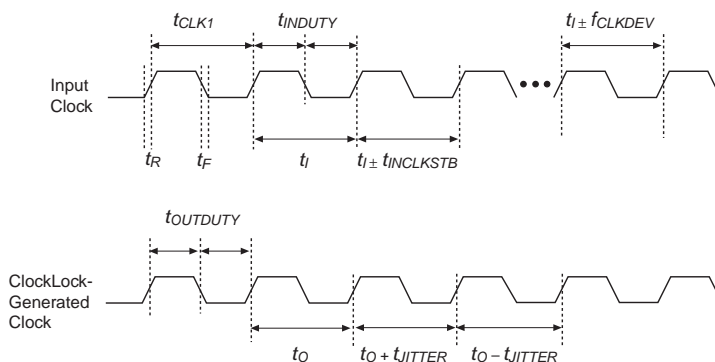 tCLK1 tINDUTY tI ± fCLKDEV
Input
Clock
tR tF tI tI ± tINCLKSTB
tOUTDUTY
ClockLock-
Generated
Clock
tO tO + tJITTER tO – tJITTER